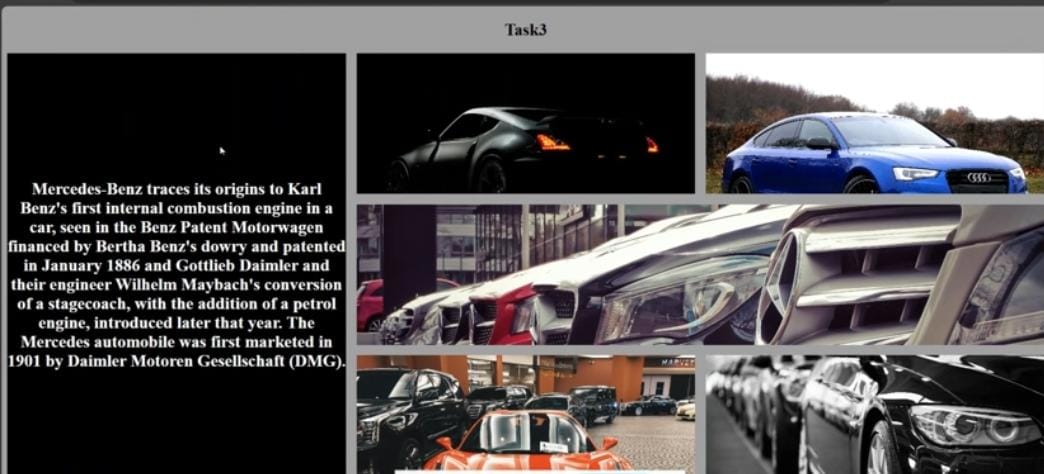 Task3
Mercedes-Benz traces its origins to Karl
Benz's first internal combustion engine in a
car, seen in the Benz Patent Motorwagen
financed by Bertha Benz's dowry and patented
in January 1886 and Gottlieb Daimler and
their engineer Wilhelm Maybach's conversion
of a stagecoach, with the addition of a petrol
engine, introduced later that year. The
Mercedes automobile was first marketed in
1901 by Daimler Motoren Gesellschaft (DMG).